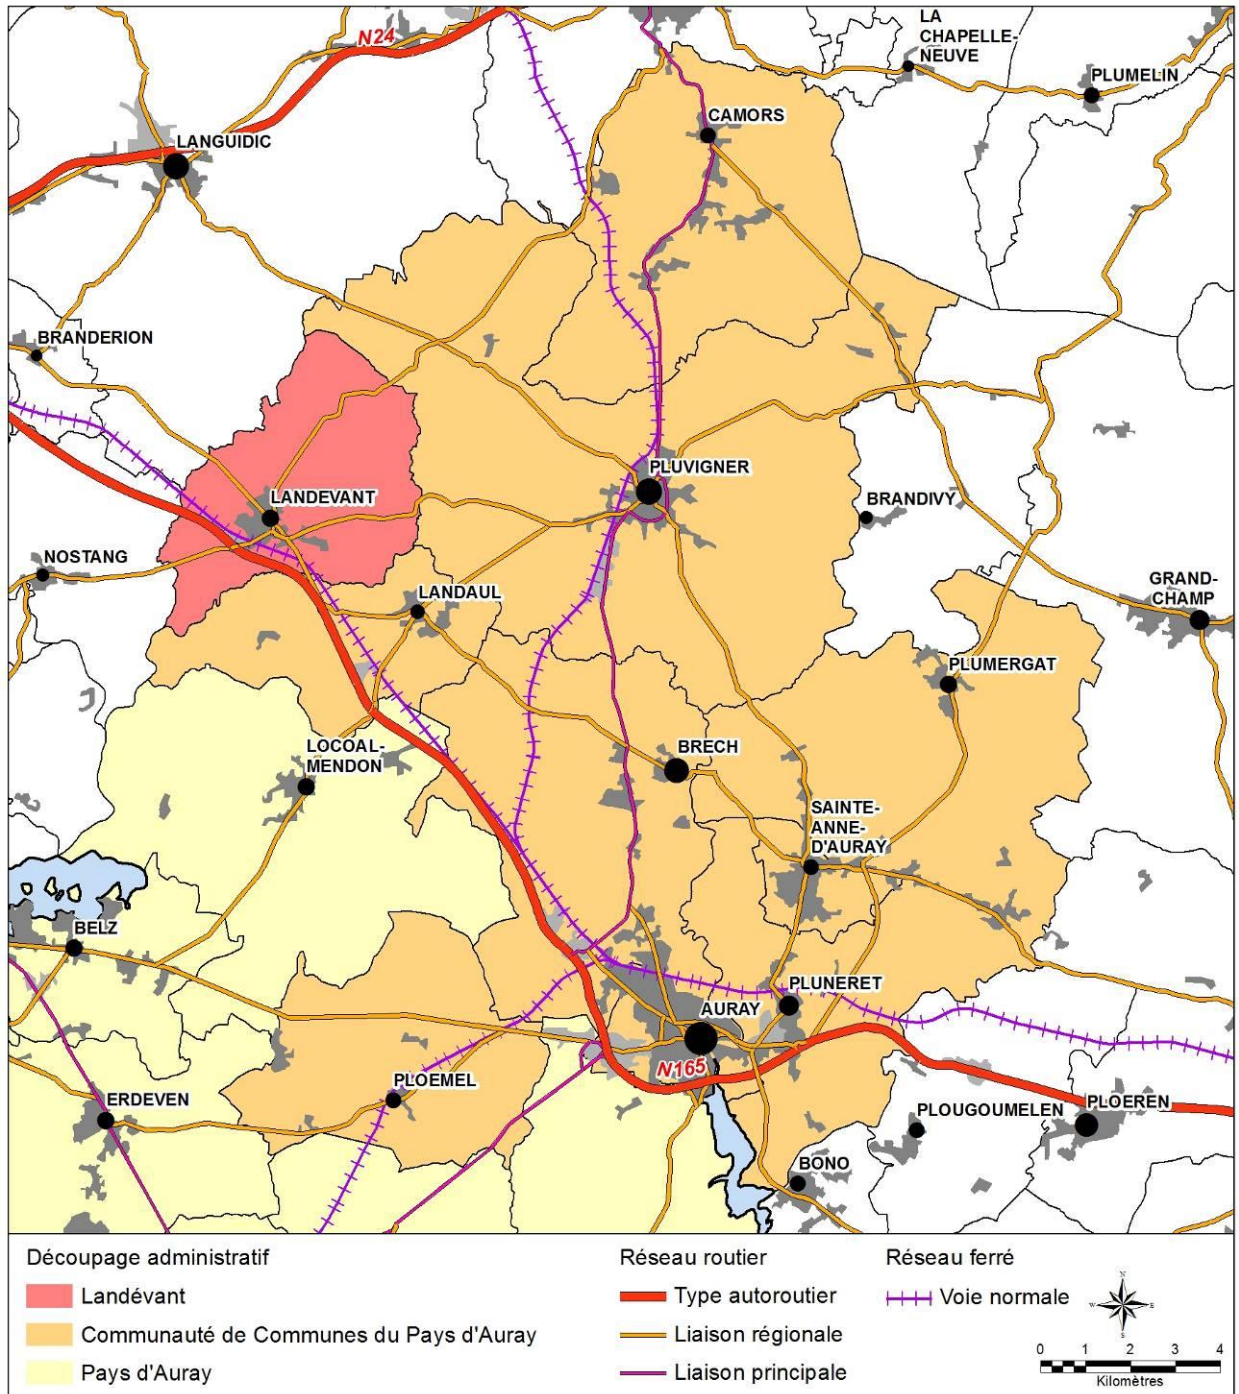 LA
CHAPELLE-
NEUVE
N24
PLUMELIN
CAMORS
LANGUIDIC
BRANDERION
PLUVIGNER
LANDEVANT
BRANDIVY
NOSTANG
GRAND-
CHAMP
LANDAUL
PLUMERGAT
LOCOAL-
MENDON
BRECH
SAINTE-
ANNE-
D'AURAY
BELZ
PLUNERET
AURAY
N165
PLOEMEL
ERDEVEN
PLOUGOUMELEN
PLOEREN
BONO
Découpage administratif
Landévant
Communauté de Communes du Pays d'Auray
Pays d'Auray
Réseau routier
Type autoroutier
Liaison régionale
Liaison principale
Réseau ferré
Voie normale
N
W E
S
0 1 2 3 4
Kilomètres